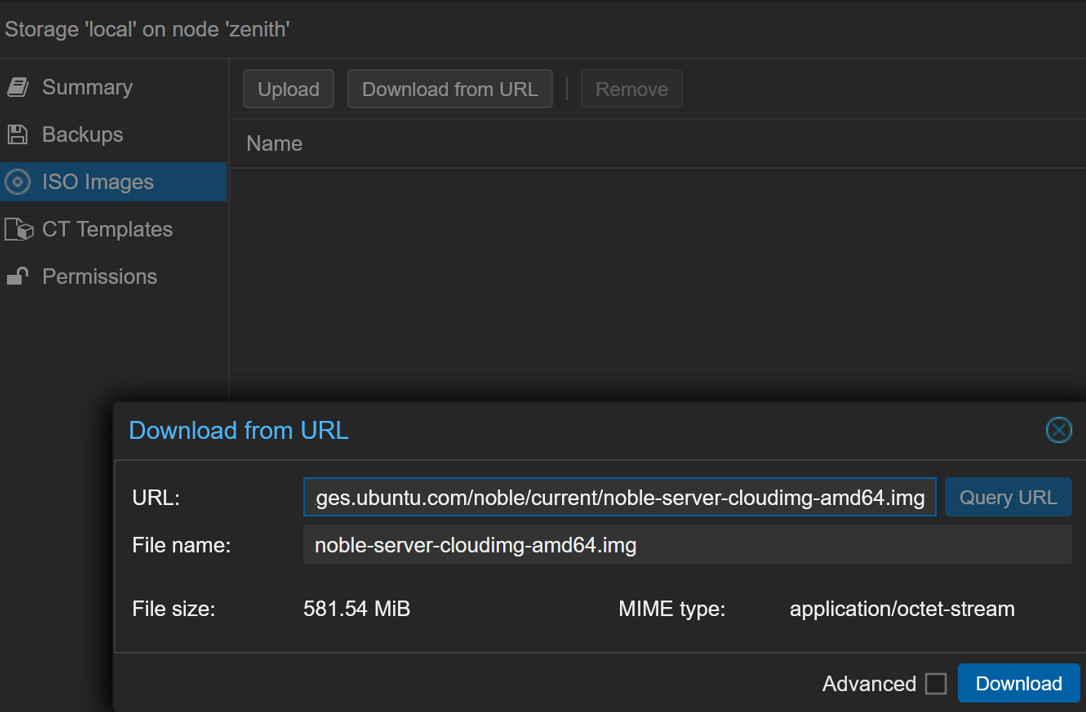 Storage 'local' on node 'zenith'
Summary
Backups
ISO Images
CT Templates
Permissions
Upload
Download from URL
Remove
Name
Download from URL
URL: ges.ubuntu.com/noble/current/noble-server-cloudimg-amd64.img Query URL
File name: noble-server-cloudimg-amd64.img
File size: 581.54 MiB MIME type: application/octet-stream
Advanced Download